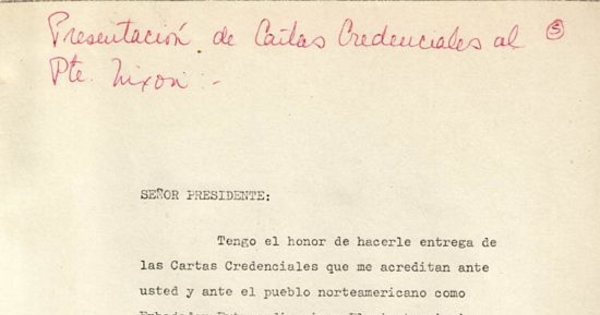 Presentación de Cartas Credenciales al ⑤
Pte. Nixon.-
SEÑOR PRESIDENTE:
Tengo el honor de hacerle entrega de
las Cartas Credenciales que me acreditan ante
usted y ante el pueblo norteamericano como